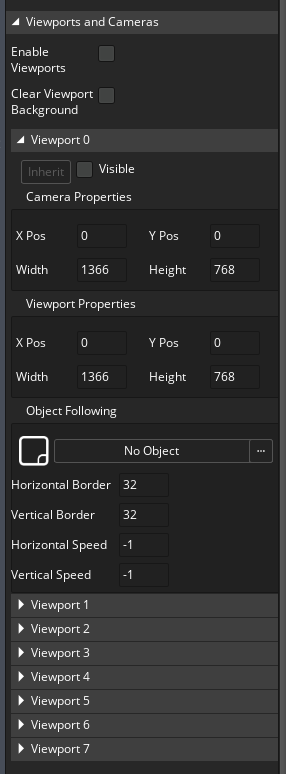 Viewports and Cameras
Enable
Viewports
Clear Viewport
Background
Viewport 0
Inherit Visible
Camera Properties
X Pos 0 Y Pos 0
Width 1366 Height 768
Viewport Properties
X Pos 0 Y Pos 0
Width 1366 Height 768
Object Following
No Object ...
Horizontal Border 32
Vertical Border 32
Horizontal Speed -1
Vertical Speed -1
Viewport 1
Viewport 2
Viewport 3
Viewport 4
Viewport 5
Viewport 6
Viewport 7